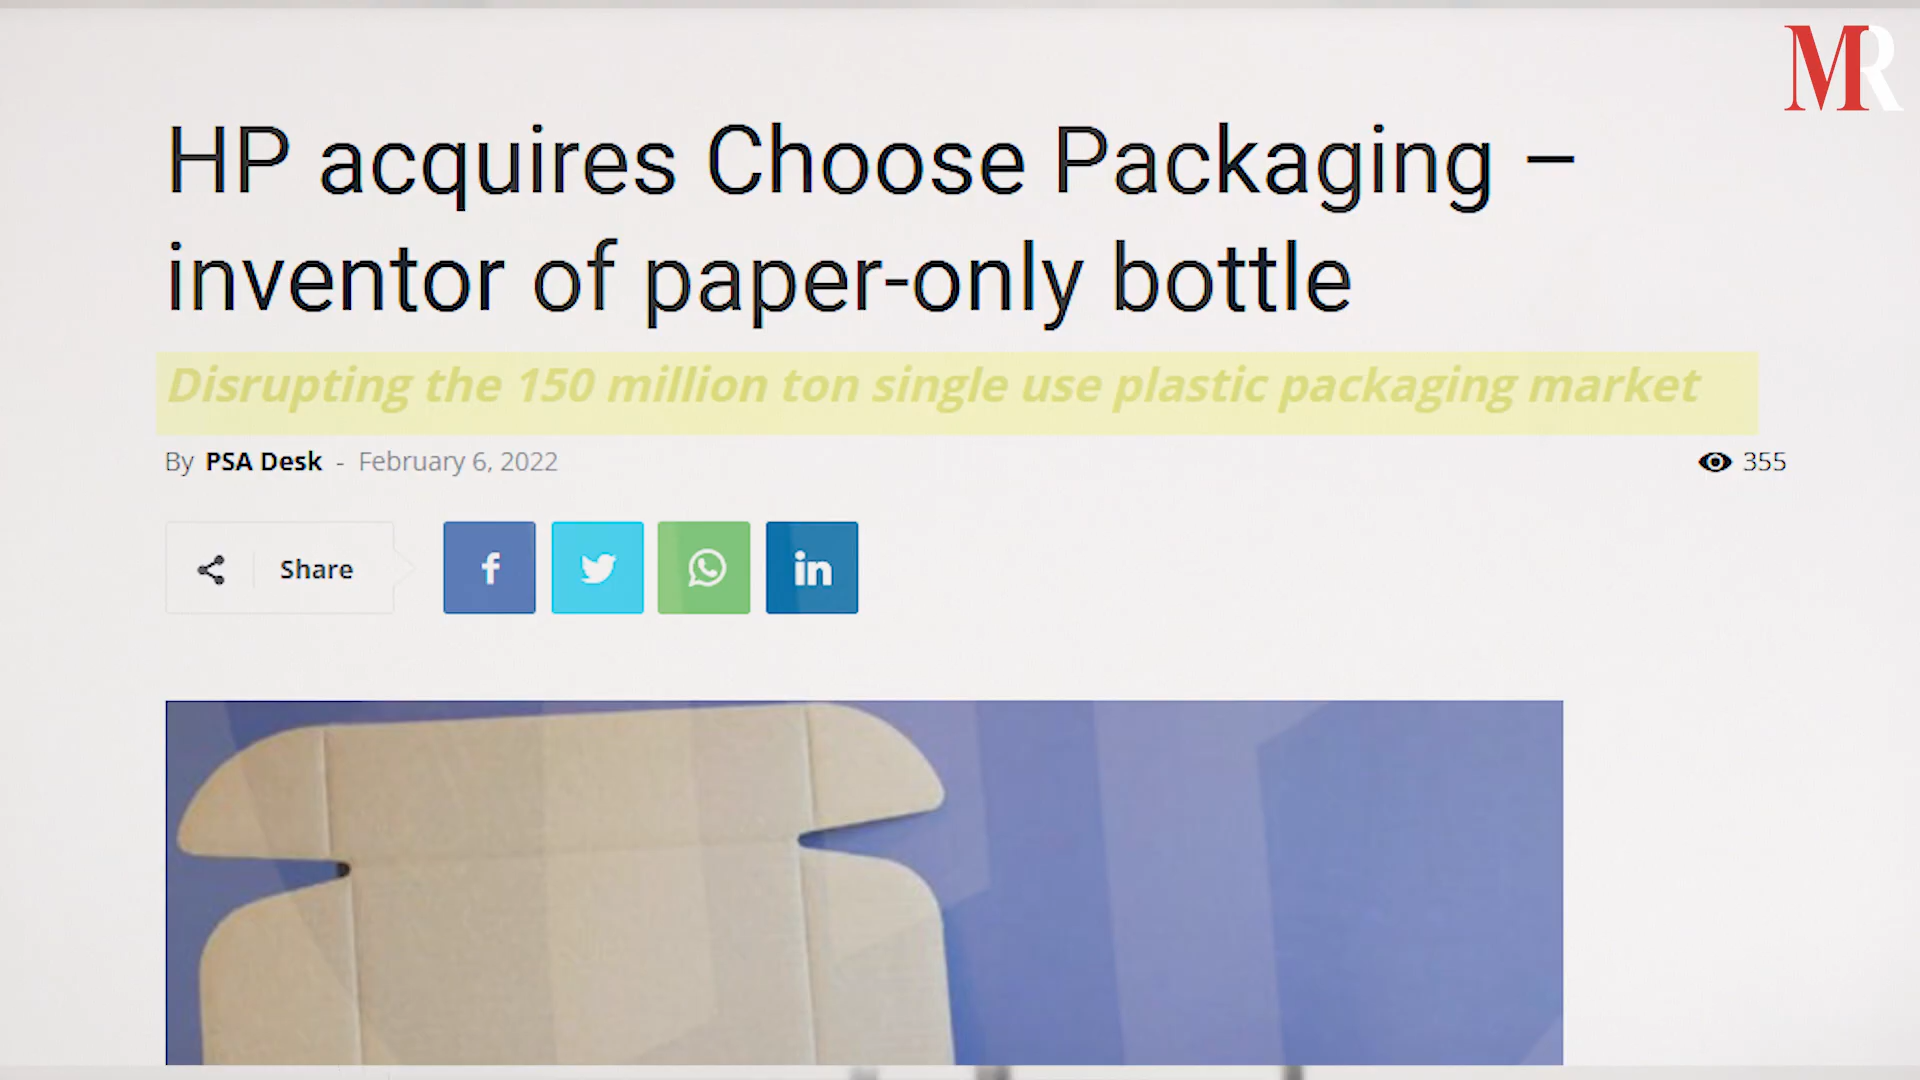 MR
HP acquires Choose Packaging –
inventor of paper-only bottle
Disrupting the 150 million ton single use plastic packaging market
By PSA Desk - February 6, 2022
355
Share
f
in